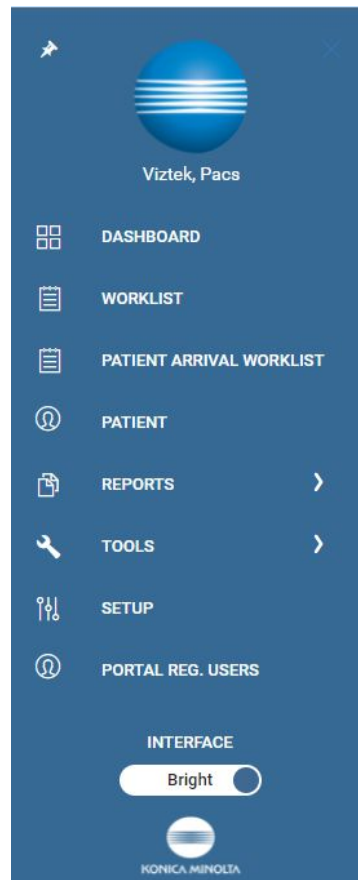 Viztek, Pacs
DASHBOARD
WORKLIST
PATIENT ARRIVAL WORKLIST
PATIENT
REPORTS
TOOLS
SETUP
PORTAL REG. USERS
INTERFACE
Bright
KONICA MINOLTA